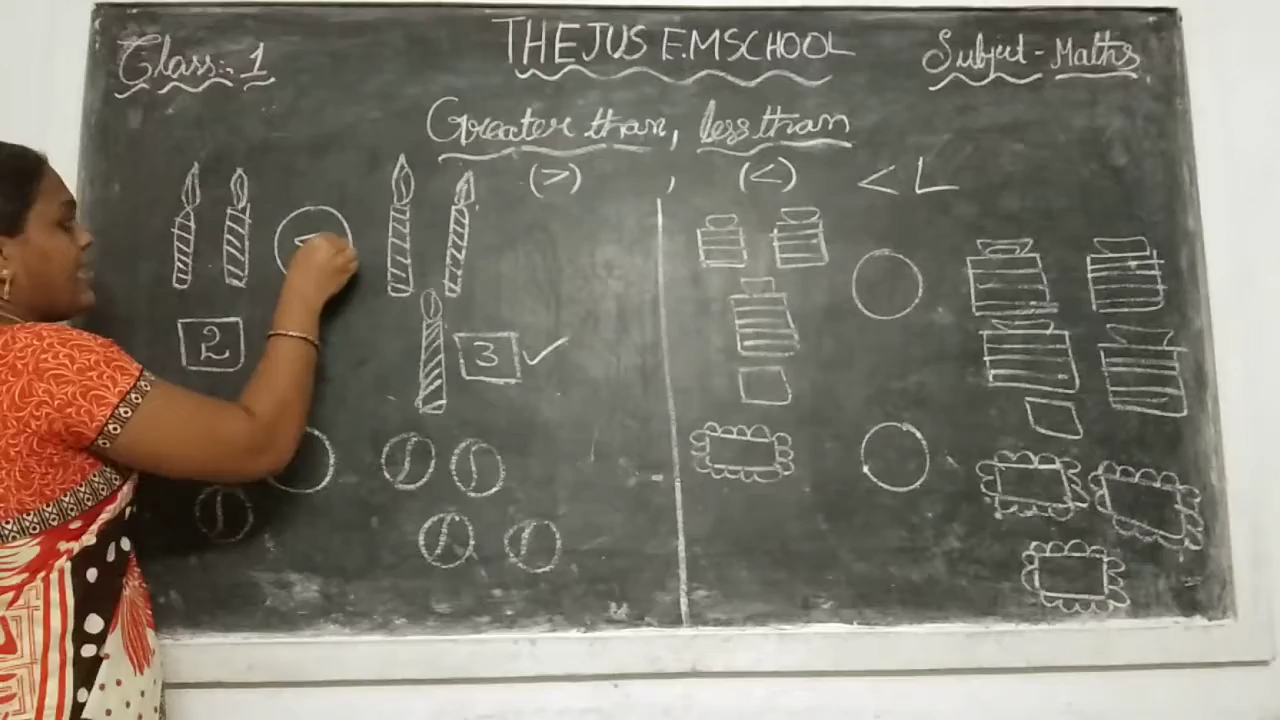 Class:- 1
THEJUS E.M SCHOOL
Subject - Maths
Greater than, less than
(>) , (<) < L
2
3 ✓